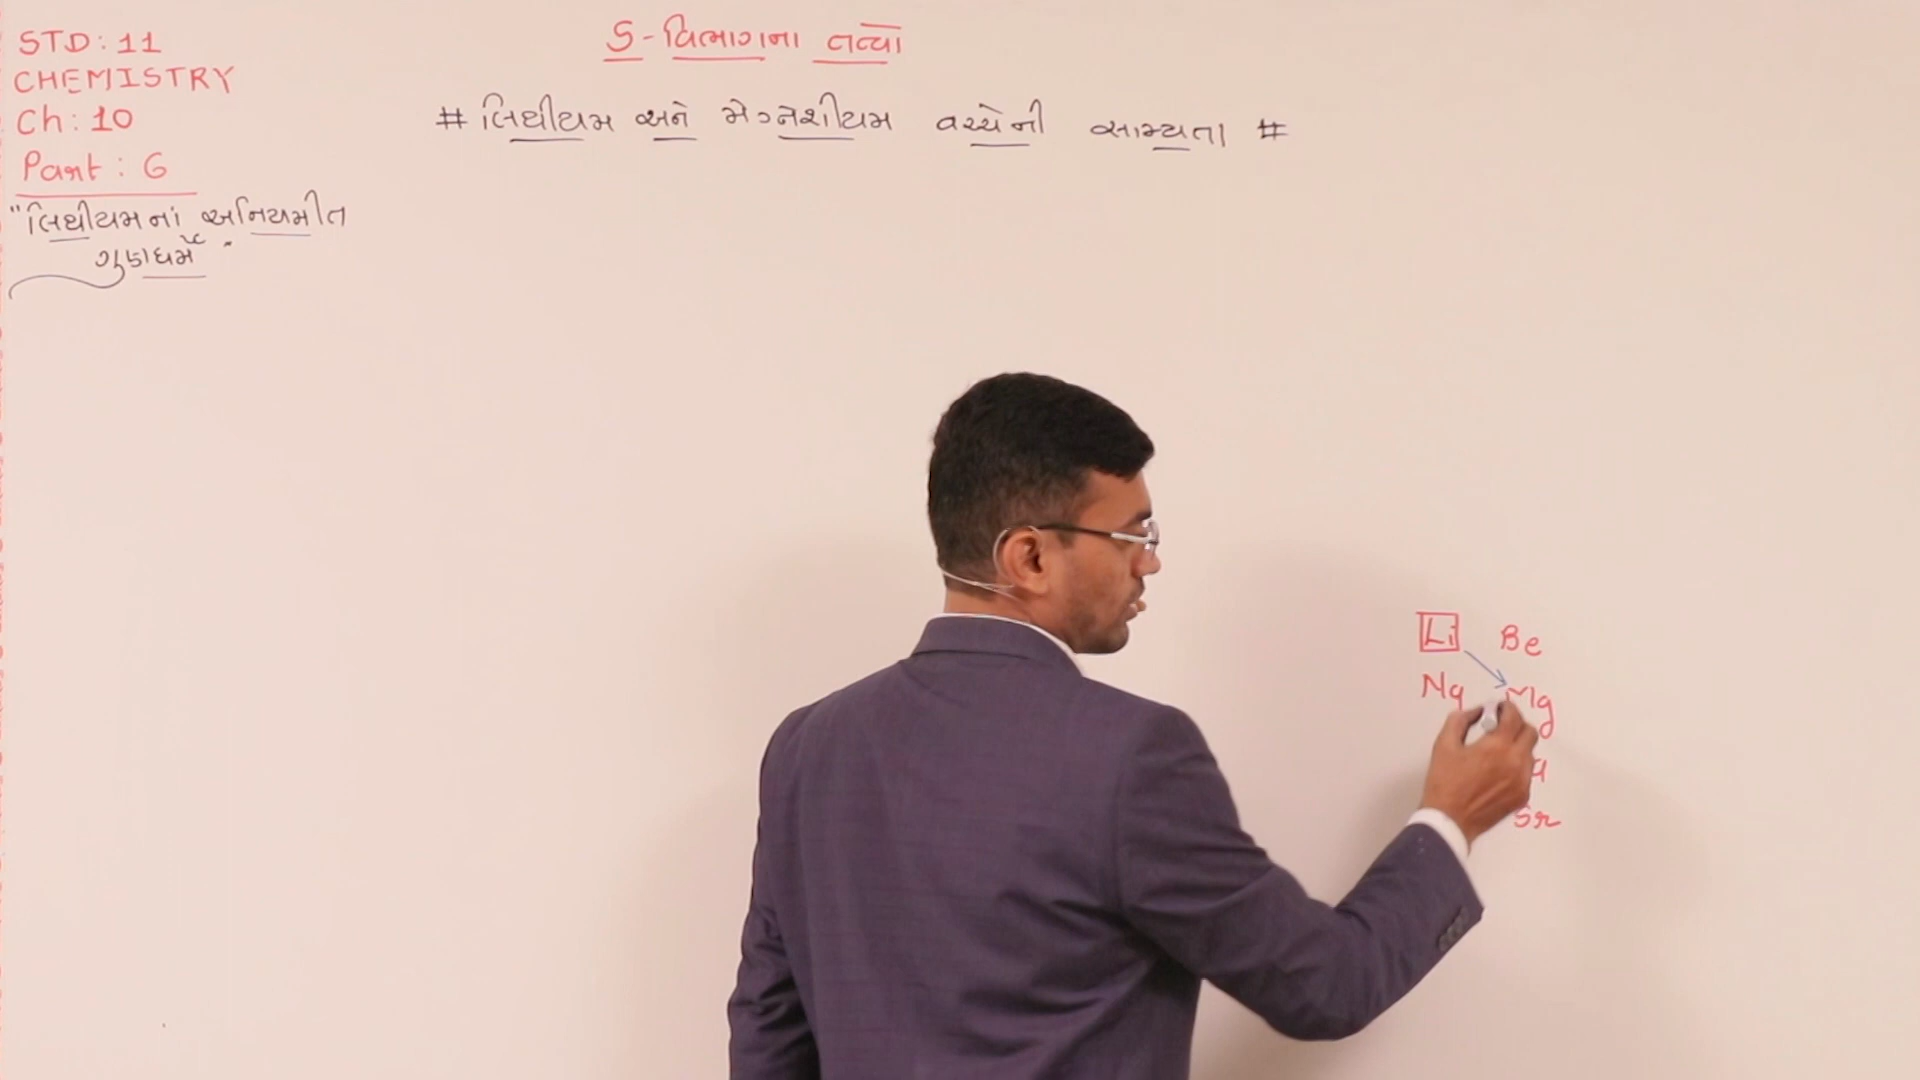 STD: 11
CHEMISTRY
Ch: 10
Part: 6
"લિથીયમનાં અનિયમીત
ગુણધર્મ"
S-વિભાગના તત્વો
# લિથીયમ અને મેગ્નેશીયમ વચ્ચેની સામ્યતા #
Li Be
Na Mg
Sr